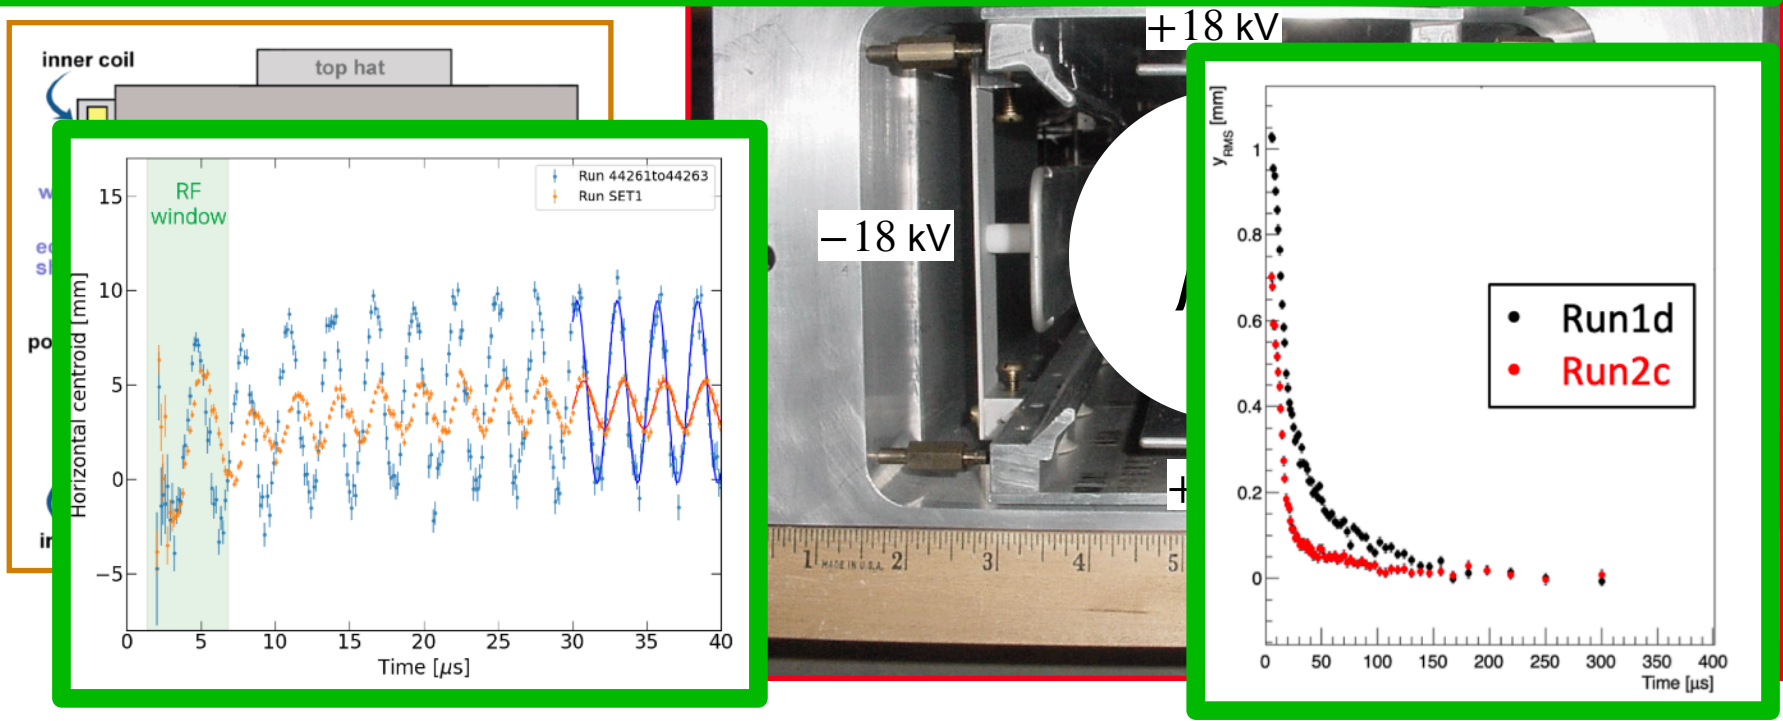 inner coil
top hat
+18 kV
−18 kV
RF
window
Run 44261to44263
Run SET1
15
10
5
0
−5
Horizontal centroid [mm]
0
5
10
15
20
25
30
35
40
Time [μs]
1
2
3
4
5
MADE IN U.S.A.
y_RMS [mm]
1
0.8
0.6
0.4
0.2
0
Run1d
Run2c
0
50
100
150
200
250
300
350
400
Time [μs]